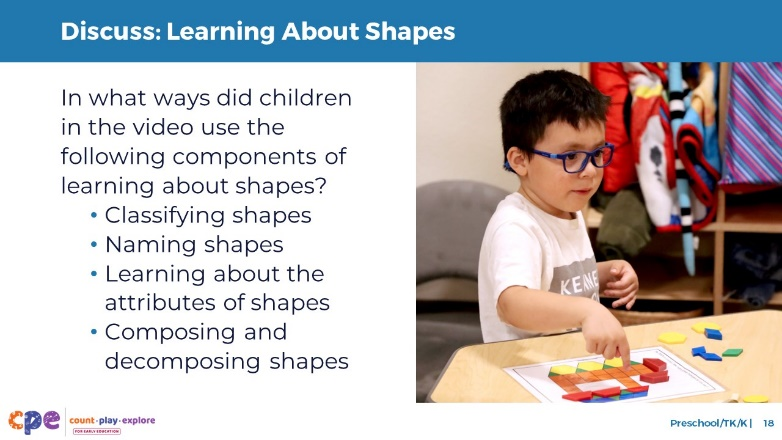 Discuss: Learning About Shapes
In what ways did children
in the video use the
following components of
learning about shapes?
• Classifying shapes
• Naming shapes
• Learning about the
attributes of shapes
• Composing and
decomposing shapes
cpe
count·play·explore
FOR EARLY EDUCATION
Preschool/TK/K | 18